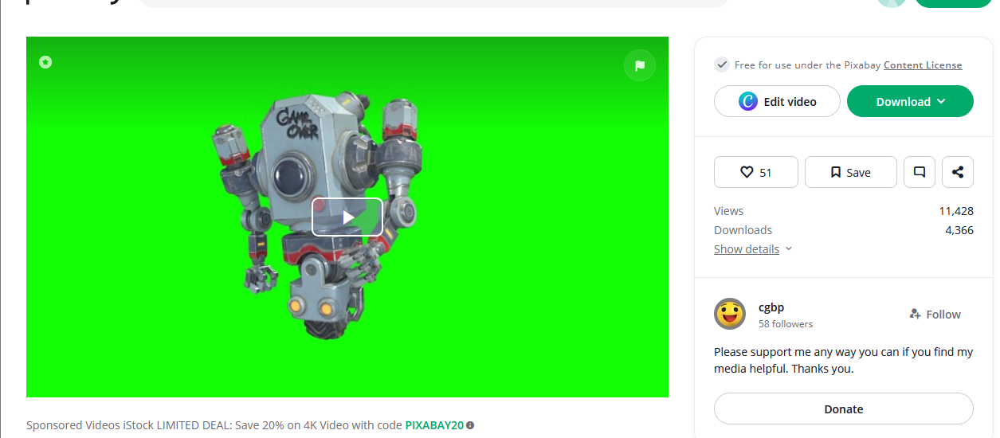 Free for use under the Pixabay Content License
Edit video
Download
GAME
OVER
51
Save
Views 11,428
Downloads 4,366
Show details
cgbp
58 followers
Follow
Please support me any way you can if you find my
media helpful. Thanks you.
Donate
Sponsored Videos iStock LIMITED DEAL: Save 20% on 4K Video with code PIXABAY20